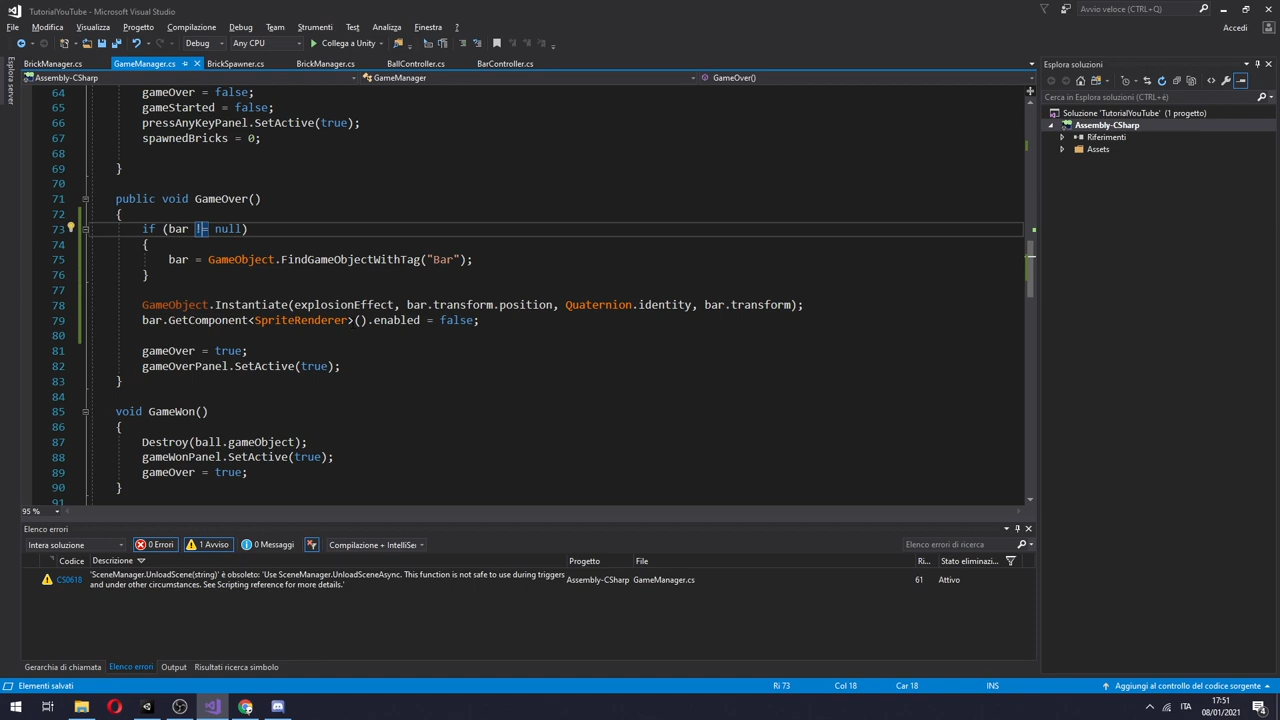 TutorialYouTube - Microsoft Visual Studio
Avvio veloce (CTRL+Q)
File Modifica Visualizza Progetto Compilazione Debug Team Strumenti Test Analizza Finestra ?
Accedi
Debug Any CPU Collega a Unity
BrickManager.cs GameManager.cs BrickSpawner.cs BrickManager.cs BallController.cs BarController.cs
Assembly-CSharp GameManager GameOver()
Esplora server
64 gameOver = false;
65 gameStarted = false;
66 pressAnyKeyPanel.SetActive(true);
67 spawnedBricks = 0;
68
69 }
70
71 public void GameOver()
72 {
73 if (bar != null)
74 {
75 bar = GameObject.FindGameObjectWithTag("Bar");
76 }
77
78 GameObject.Instantiate(explosionEffect, bar.transform.position, Quaternion.identity, bar.transform);
79 bar.GetComponent<SpriteRenderer>().enabled = false;
80
81 gameOver = true;
82 gameOverPanel.SetActive(true);
83 }
84
85 void GameWon()
86 {
87 Destroy(ball.gameObject);
88 gameWonPanel.SetActive(true);
89 gameOver = true;
90 }
91
95 %
Esplora soluzioni
Cerca in Esplora soluzioni (CTRL+è)
Soluzione 'TutorialYouTube' (1 progetto)
Assembly-CSharp
Riferimenti
Assets
Elenco errori
Intera soluzione 0 Errori 1 Avviso 0 Messaggi Compilazione + IntelliSe Elenco errori di ricerca
Codice Descrizione Progetto File Ri... Stato eliminazi...
CS0618 'SceneManager.UnloadScene(string)' è obsoleto: 'Use SceneManager.UnloadSceneAsync. This function is not safe to use during triggers Assembly-CSharp GameManager.cs 61 Attivo
and under other circumstances. See Scripting reference for more details.'
Gerarchia di chiamata Elenco errori Output Risultati ricerca simbolo
Elementi salvati Ri 73 Col 18 Car 18 INS Aggiungi al controllo del codice sorgente
ITA 17:51
08/01/2021
4